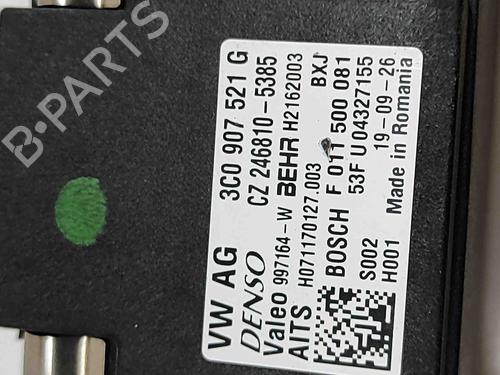 VW AG 3C0 907 521 G
DENSO CZ 246810-5385
Valeo 997164-W BEHR H2162003
AITS H071170127.003 BXJ
BOSCH F 011 500 081
53F U 04327155
S002 19-09-26
H001 Made in Romania
B-PARTS